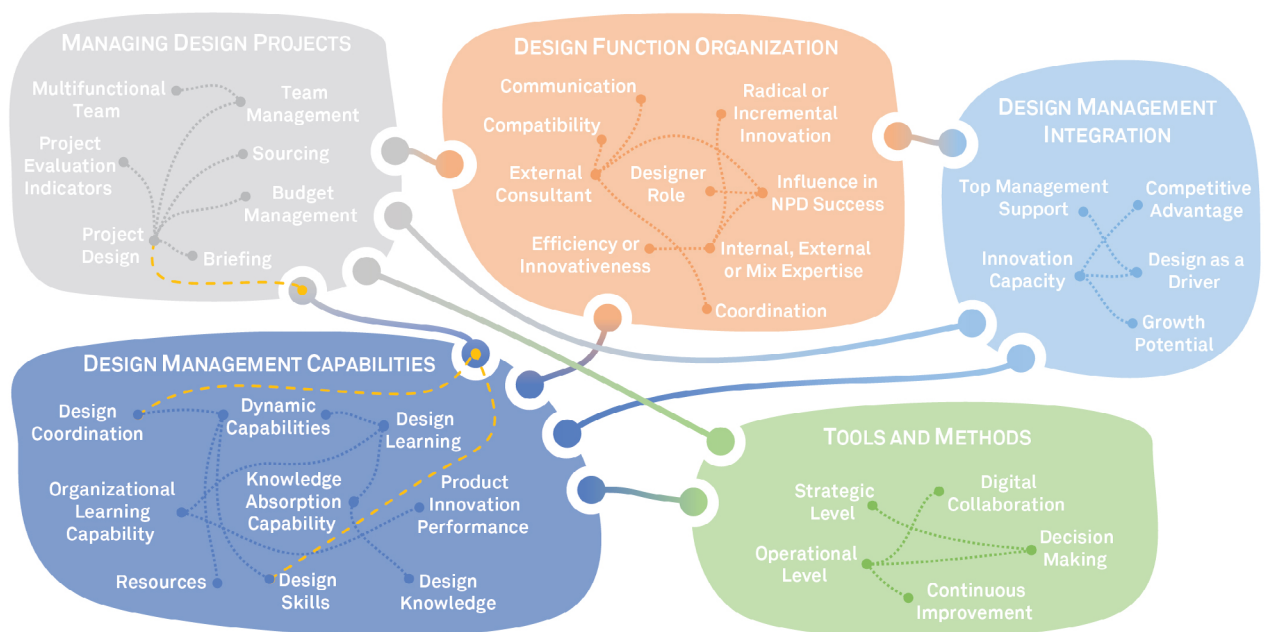 MANAGING DESIGN PROJECTS
Multifunctional
Team
Team
Management
Project
Evaluation
Indicators
Sourcing
Budget
Management
Project
Design
Briefing
DESIGN FUNCTION ORGANIZATION
Communication
Radical or
Incremental
Innovation
Compatibility
External
Consultant
Designer
Role
Influence in
NPD Success
Efficiency or
Innovativeness
Internal, External
or Mix Expertise
Coordination
DESIGN MANAGEMENT
INTEGRATION
Top Management
Support
Competitive
Advantage
Innovation
Capacity
Design as a
Driver
Growth
Potential
DESIGN MANAGEMENT CAPABILITIES
Design
Coordination
Dynamic
Capabilities
Design
Learning
Organizational
Learning
Capability
Knowledge
Absorption
Capability
Product
Innovation
Performance
Resources
Design
Skills
Design
Knowledge
TOOLS AND METHODS
Strategic
Level
Digital
Collaboration
Operational
Level
Decision
Making
Continuous
Improvement